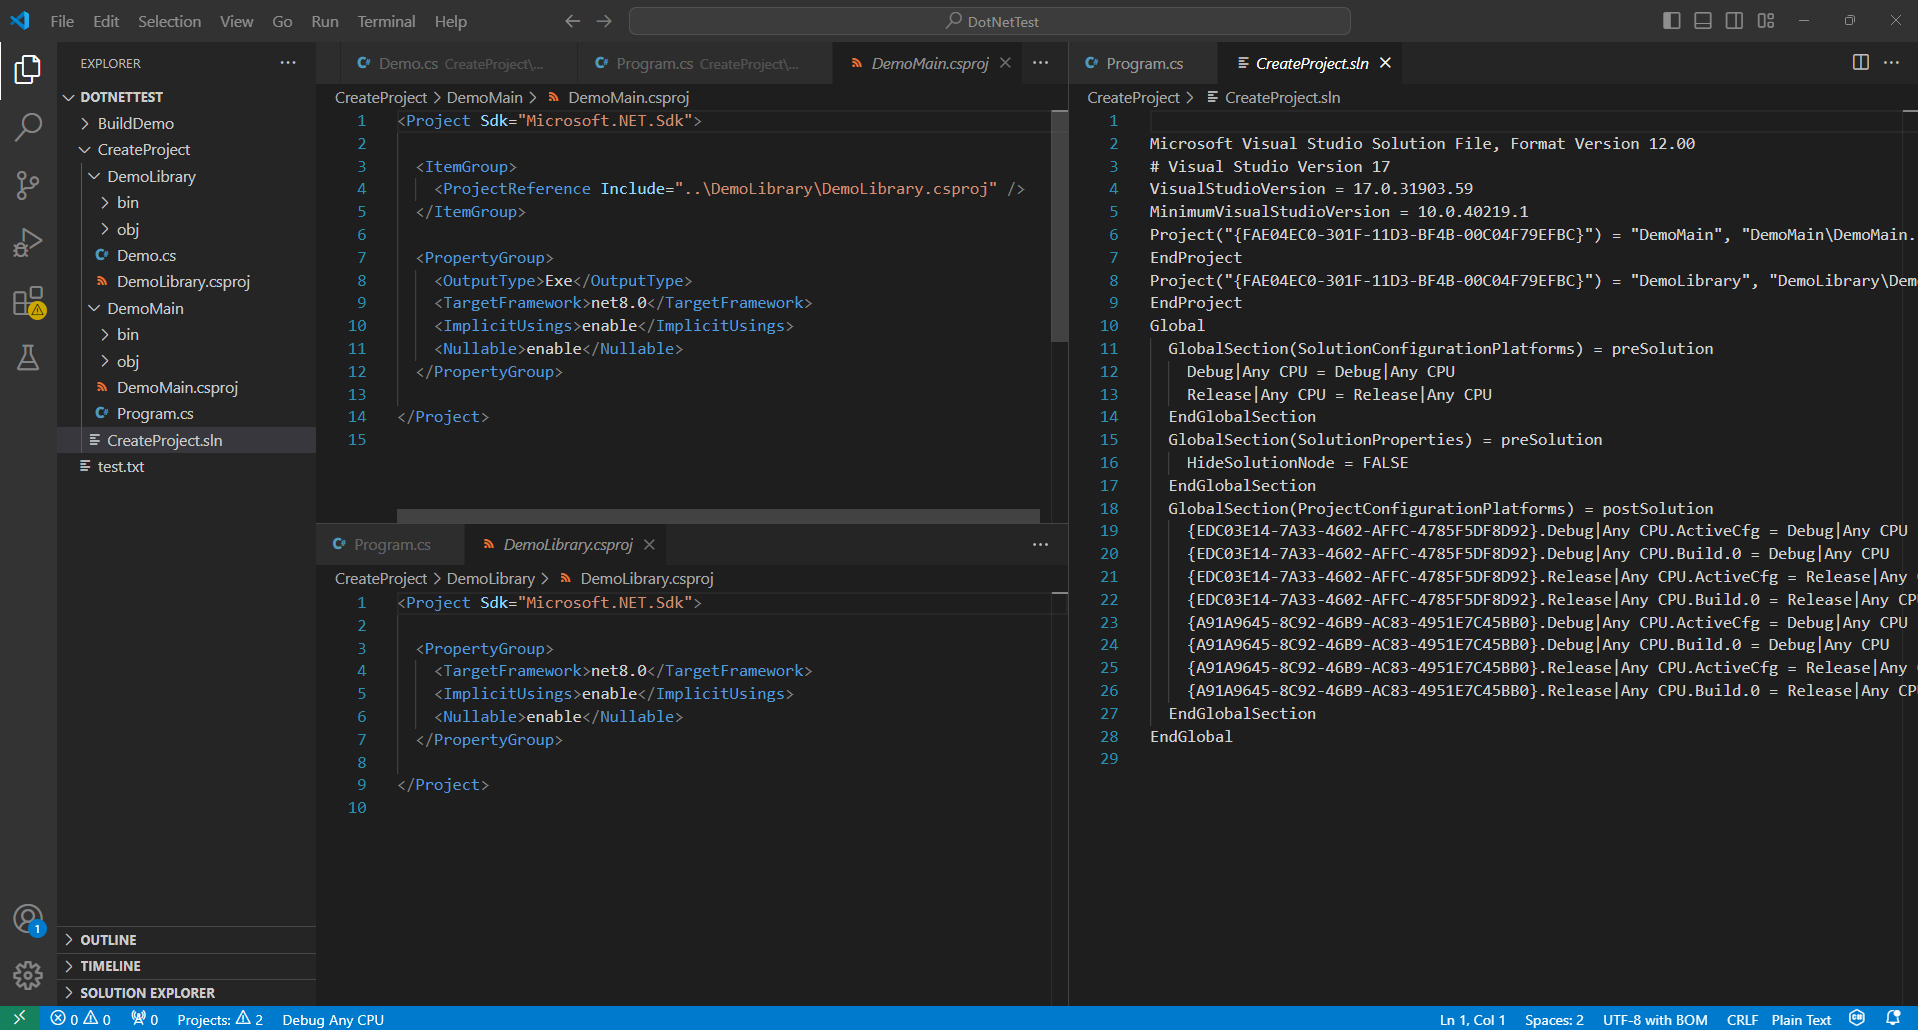 File Edit Selection View Go Run Terminal Help
DotNetTest
EXPLORER
DOTNETTEST
BuildDemo
CreateProject
DemoLibrary
bin
obj
Demo.cs
DemoLibrary.csproj
DemoMain
bin
obj
DemoMain.csproj
Program.cs
CreateProject.sln
test.txt
OUTLINE
TIMELINE
SOLUTION EXPLORER
1
Demo.cs CreateProject\... Program.cs CreateProject\... DemoMain.csproj
CreateProject > DemoMain > DemoMain.csproj
1 <Project Sdk="Microsoft.NET.Sdk">
2
3 <ItemGroup>
4 <ProjectReference Include="..\DemoLibrary\DemoLibrary.csproj" />
5 </ItemGroup>
6
7 <PropertyGroup>
8 <OutputType>Exe</OutputType>
9 <TargetFramework>net8.0</TargetFramework>
10 <ImplicitUsings>enable</ImplicitUsings>
11 <Nullable>enable</Nullable>
12 </PropertyGroup>
13
14 </Project>
15
Program.cs DemoLibrary.csproj
CreateProject > DemoLibrary > DemoLibrary.csproj
1 <Project Sdk="Microsoft.NET.Sdk">
2
3 <PropertyGroup>
4 <TargetFramework>net8.0</TargetFramework>
5 <ImplicitUsings>enable</ImplicitUsings>
6 <Nullable>enable</Nullable>
7 </PropertyGroup>
8
9 </Project>
10
Program.cs CreateProject.sln
CreateProject > CreateProject.sln
1
2 Microsoft Visual Studio Solution File, Format Version 12.00
3 # Visual Studio Version 17
4 VisualStudioVersion = 17.0.31903.59
5 MinimumVisualStudioVersion = 10.0.40219.1
6 Project("{FAE04EC0-301F-11D3-BF4B-00C04F79EFBC}") = "DemoMain", "DemoMain\DemoMain.
7 EndProject
8 Project("{FAE04EC0-301F-11D3-BF4B-00C04F79EFBC}") = "DemoLibrary", "DemoLibrary\Dem
9 EndProject
10 Global
11 GlobalSection(SolutionConfigurationPlatforms) = preSolution
12 Debug|Any CPU = Debug|Any CPU
13 Release|Any CPU = Release|Any CPU
14 EndGlobalSection
15 GlobalSection(SolutionProperties) = preSolution
16 HideSolutionNode = FALSE
17 EndGlobalSection
18 GlobalSection(ProjectConfigurationPlatforms) = postSolution
19 {EDC03E14-7A33-4602-AFFC-4785F5DF8D92}.Debug|Any CPU.ActiveCfg = Debug|Any CPU
20 {EDC03E14-7A33-4602-AFFC-4785F5DF8D92}.Debug|Any CPU.Build.0 = Debug|Any CPU
21 {EDC03E14-7A33-4602-AFFC-4785F5DF8D92}.Release|Any CPU.ActiveCfg = Release|Any
22 {EDC03E14-7A33-4602-AFFC-4785F5DF8D92}.Release|Any CPU.Build.0 = Release|Any CP
23 {A91A9645-8C92-46B9-AC83-4951E7C45BB0}.Debug|Any CPU.ActiveCfg = Debug|Any CPU
24 {A91A9645-8C92-46B9-AC83-4951E7C45BB0}.Debug|Any CPU.Build.0 = Debug|Any CPU
25 {A91A9645-8C92-46B9-AC83-4951E7C45BB0}.Release|Any CPU.ActiveCfg = Release|Any
26 {A91A9645-8C92-46B9-AC83-4951E7C45BB0}.Release|Any CPU.Build.0 = Release|Any CP
27 EndGlobalSection
28 EndGlobal
29
0 0 0 Projects: 2 Debug Any CPU Ln 1, Col 1 Spaces: 2 UTF-8 with BOM CRLF Plain Text